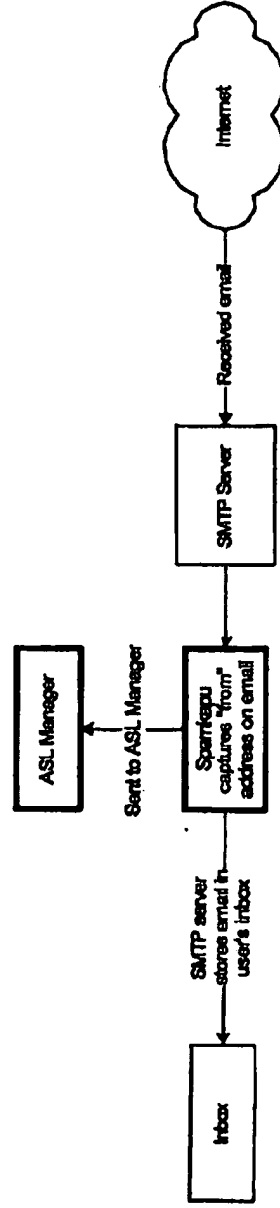 ASL Manager
Sent to ASL Manager
Inbox
SMTP server
stores email in
user's inbox
Spamkapu
captures "from"
address on email
SMTP Server
Received email
Internet